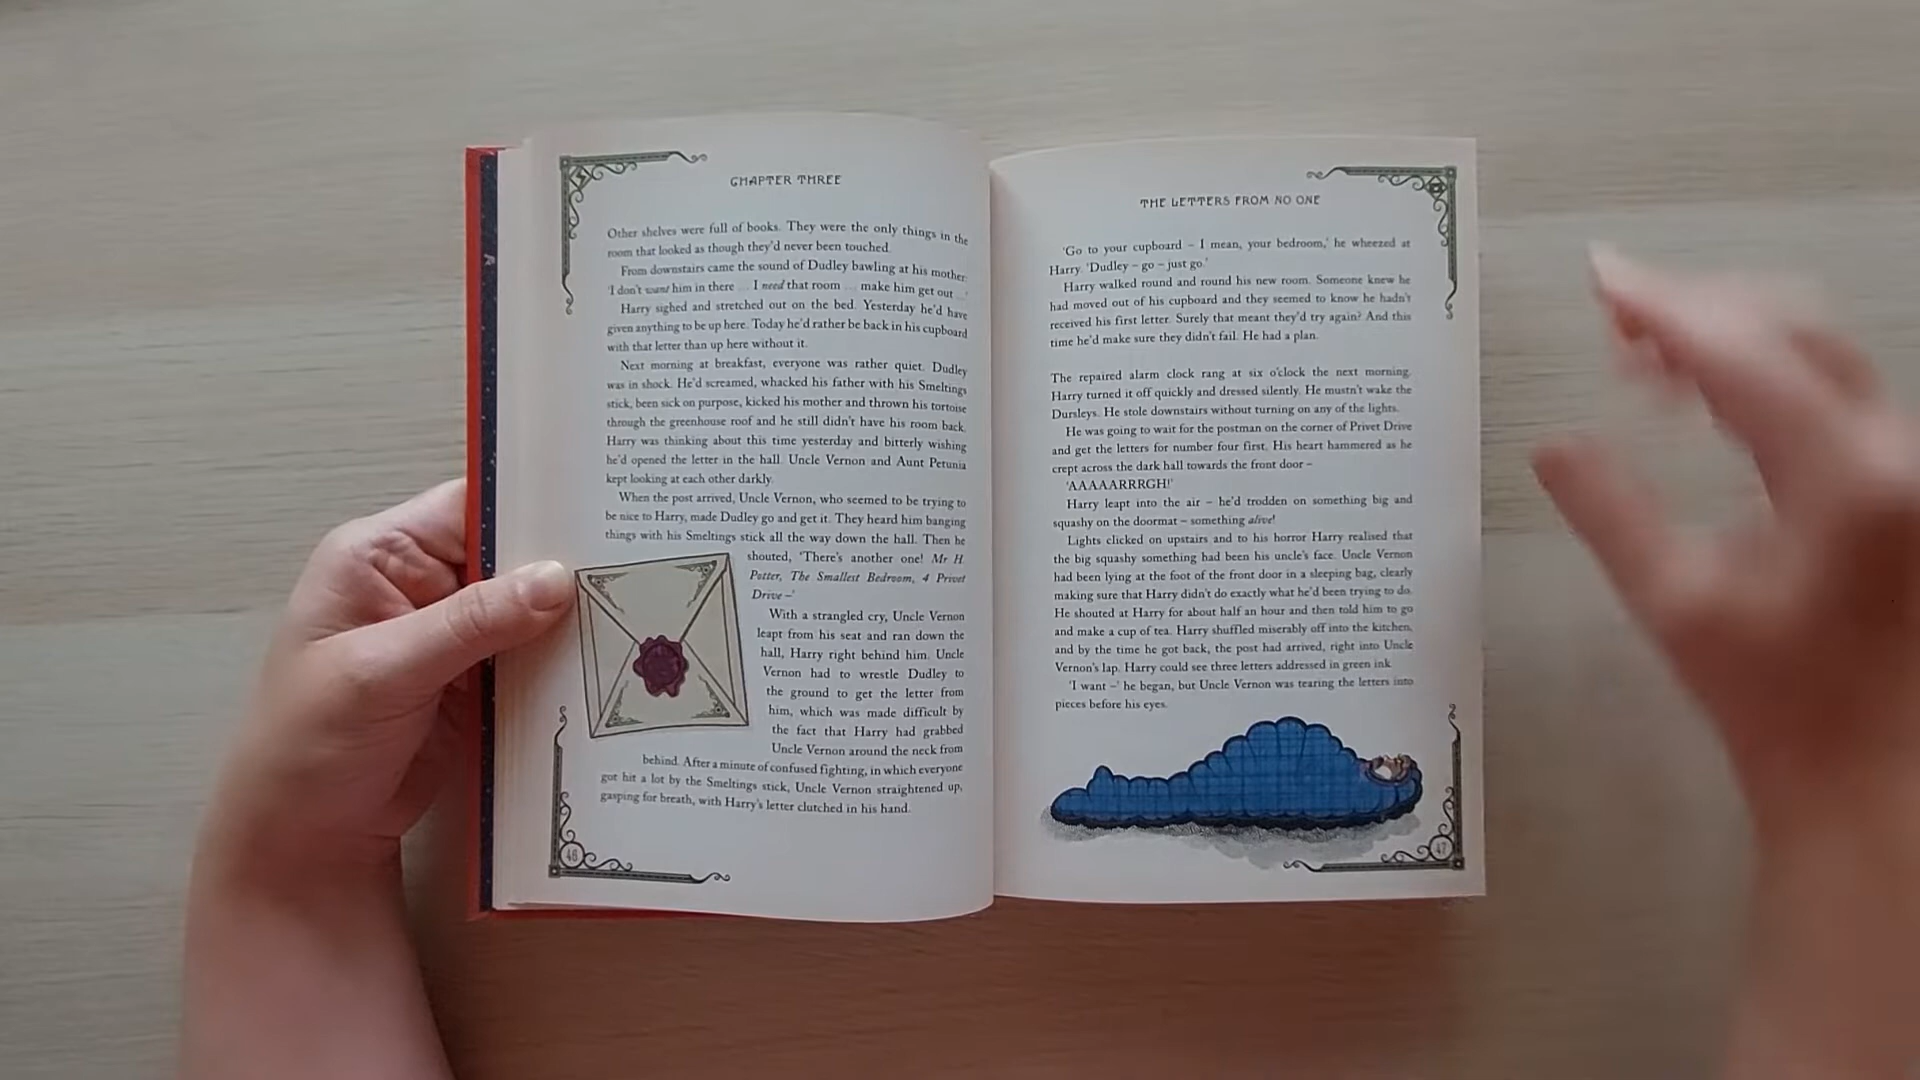 CHAPTER THREE
Other shelves were full of books. They were the only things in the
room that looked as though they'd never been touched.
From downstairs came the sound of Dudley bawling at his mother:
'I don't want him in there ... I need that room ... make him get out ...'
Harry sighed and stretched out on the bed. Yesterday he'd have
given anything to be up here. Today he'd rather be back in his cupboard
with that letter than up here without it.
Next morning at breakfast, everyone was rather quiet. Dudley
was in shock. He'd screamed, whacked his father with his Smeltings
stick, been sick on purpose, kicked his mother and thrown his tortoise
through the greenhouse roof and he still didn't have his room back.
Harry was thinking about this time yesterday and bitterly wishing
he'd opened the letter in the hall. Uncle Vernon and Aunt Petunia
kept looking at each other darkly.
When the post arrived, Uncle Vernon, who seemed to be trying to
be nice to Harry, made Dudley go and get it. They heard him banging
things with his Smeltings stick all the way down the hall. Then he
shouted, 'There's another one! Mr H.
Potter, The Smallest Bedroom, 4 Privet
Drive –'
With a strangled cry, Uncle Vernon
leapt from his seat and ran down the
hall, Harry right behind him. Uncle
Vernon had to wrestle Dudley to
the ground to get the letter from
him, which was made difficult by
the fact that Harry had grabbed
Uncle Vernon around the neck from
behind. After a minute of confused fighting, in which everyone
got hit a lot by the Smeltings stick, Uncle Vernon straightened up,
gasping for breath, with Harry's letter clutched in his hand.
46
THE LETTERS FROM NO ONE
'Go to your cupboard – I mean, your bedroom,' he wheezed at
Harry. 'Dudley – go – just go.'
Harry walked round and round his new room. Someone knew he
had moved out of his cupboard and they seemed to know he hadn't
received his first letter. Surely that meant they'd try again? And this
time he'd make sure they didn't fail. He had a plan.
The repaired alarm clock rang at six o'clock the next morning.
Harry turned it off quickly and dressed silently. He mustn't wake the
Dursleys. He stole downstairs without turning on any of the lights.
He was going to wait for the postman on the corner of Privet Drive
and get the letters for number four first. His heart hammered as he
crept across the dark hall towards the front door –
'AAAAARRRGH!'
Harry leapt into the air – he'd trodden on something big and
squashy on the doormat – something alive!
Lights clicked on upstairs and to his horror Harry realised that
the big squashy something had been his uncle's face. Uncle Vernon
had been lying at the foot of the front door in a sleeping bag, clearly
making sure that Harry didn't do exactly what he'd been trying to do.
He shouted at Harry for about half an hour and then told him to go
and make a cup of tea. Harry shuffled miserably off into the kitchen,
and by the time he got back, the post had arrived, right into Uncle
Vernon's lap. Harry could see three letters addressed in green ink.
'I want –' he began, but Uncle Vernon was tearing the letters into
pieces before his eyes.
47